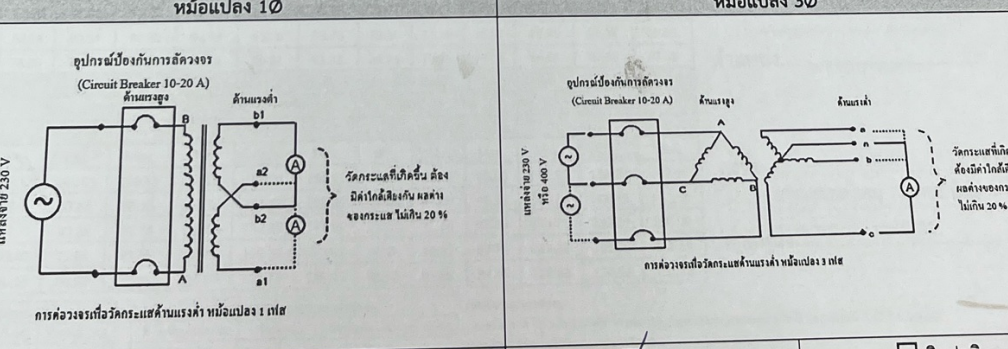 หม้อแปลง 1Ø
อุปกรณ์ป้องกันการลัดวงจร
(Circuit Breaker 10-20 A)
ด้านแรงสูง
ด้านแรงต่ำ
B
b1
A
a2
b2
A
a1
A
แหล่งจ่าย 230 V
วัดกระแสที่เกิดขึ้น ต้อง
มีค่าใกล้เคียงกัน ผลต่าง
ของกระแส ไม่เกิน 20 %
การต่อวงจรเพื่อวัดกระแสด้านแรงต่ำ หม้อแปลง 1 เฟส
หม้อแปลง 3Ø
อุปกรณ์ป้องกันการลัดวงจร
(Circuit Breaker 10-20 A)
ด้านแรงสูง
ด้านแรงต่ำ
A
C
B
a
n
b
c
A
แหล่งจ่าย 230 V
หรือ 400 V
วัดกระแสที่
ต้องมีค่า
ผลต่าง
ไม่เกิน 20 %
การต่อวงจรเพื่อวัดกระแสด้านแรงต่ำ หม้อแปลง 3 เฟส